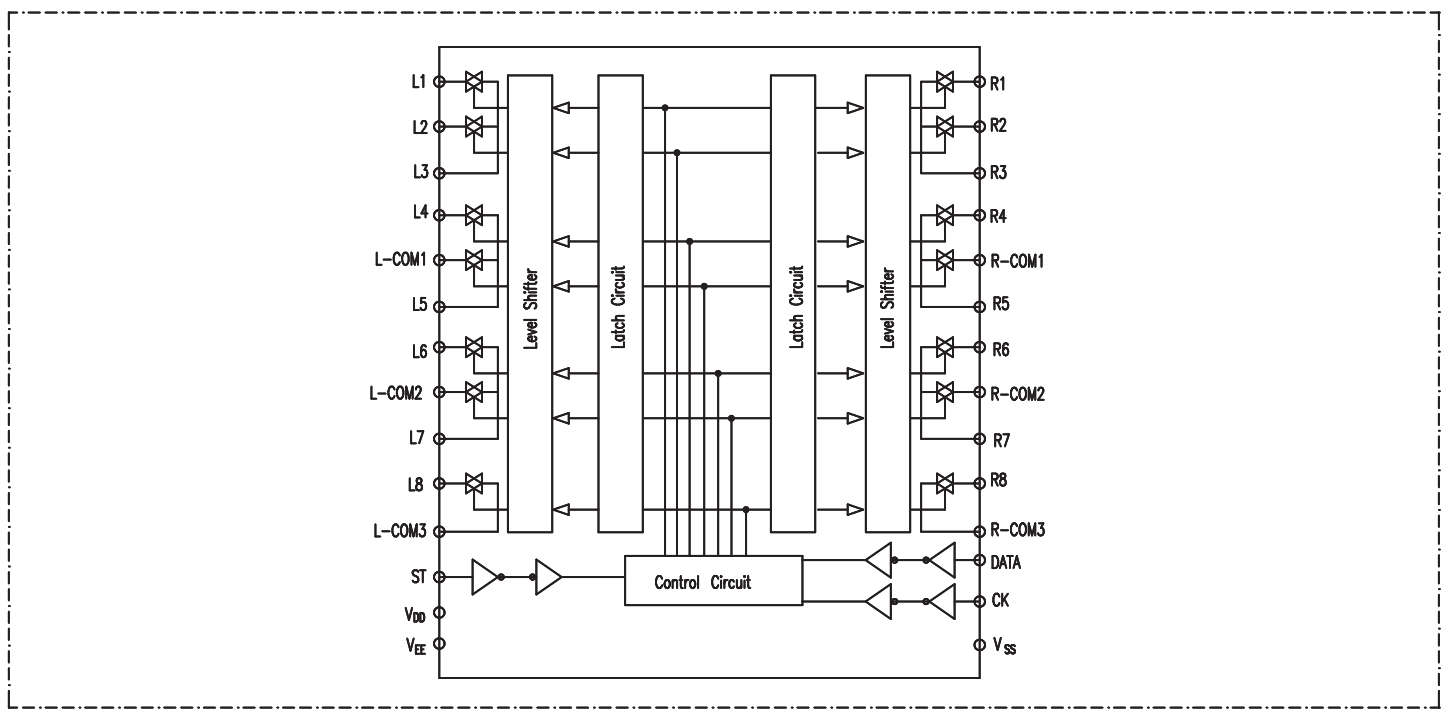 L1
L2
L3
L4
L-COM1
L5
L6
L-COM2
L7
L8
L-COM3
ST
VDD
VEE
Level Shifter
Latch Circuit
Latch Circuit
Level Shifter
Control Circuit
R1
R2
R3
R4
R-COM1
R5
R6
R-COM2
R7
R8
R-COM3
DATA
CK
VSS